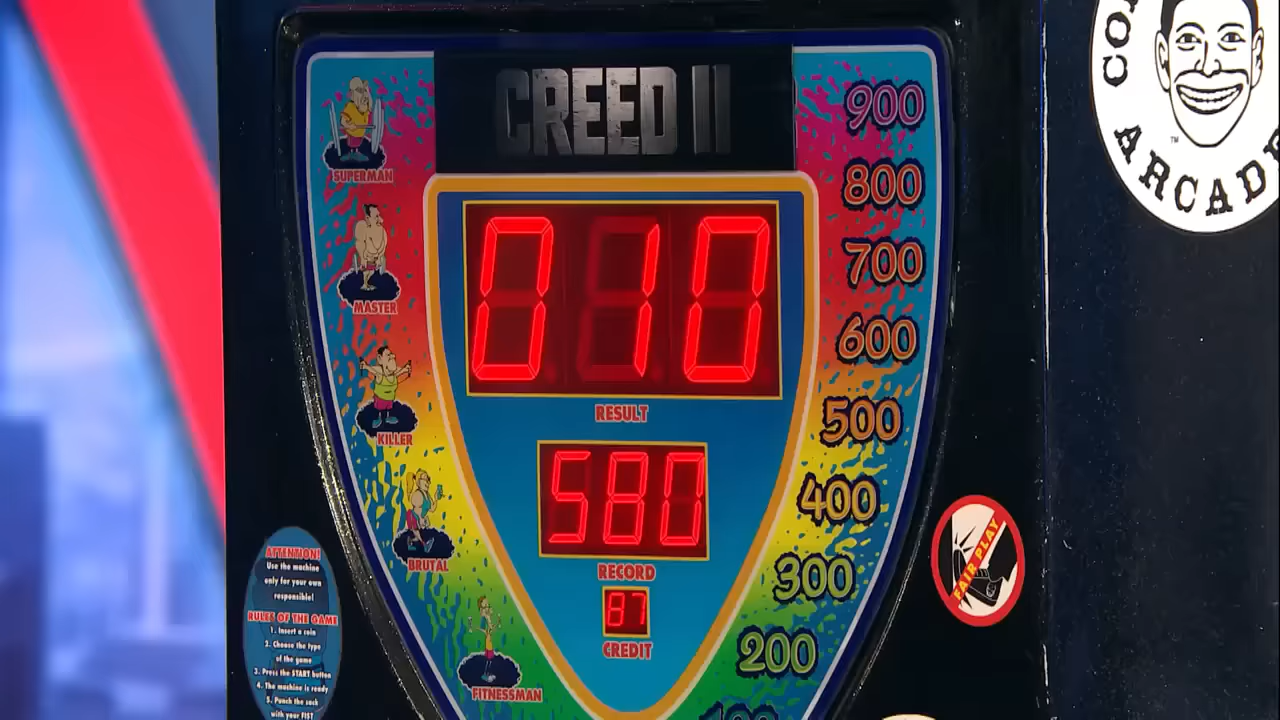 CREED II
SUPERMAN
MASTER
KILLER
BRUTAL
FITNESSMAN
900
800
700
600
500
400
300
200
010
RESULT
580
RECORD
87
CREDIT
ARCADE
FAIR PLAY
ATTENTION!
Use the machine
only for your own
responsible!
RULES OF THE GAME
1. Insert a coin
2. Choose the type
of the game
3. Press the START button
4. The machine is ready
5. Punch the sack
with your FIST